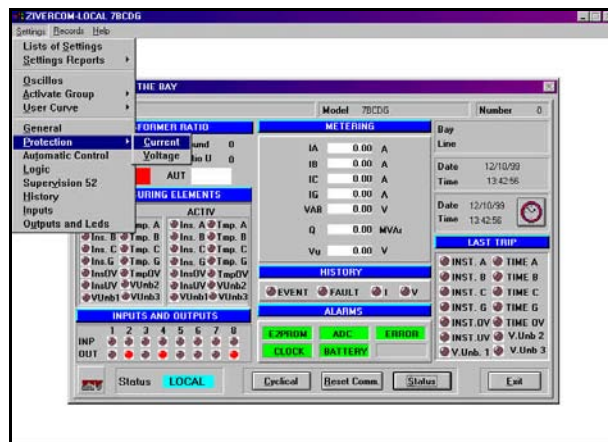 ZIVERCOM-LOCAL 7BCDG
Settings Records Help
Lists of Settings
Settings Reports
Oscillos
Activate Group
User Curve
General
Protection
Automatic Control
Logic
Supervision 52
History
Inputs
Outputs and Leds
Current
Voltage
THE BAY
Model 7BCDG
Number 0
FORMER RATIO
und 0
io U 0
AUT
URING ELEMENTS
ACTIV
Tmp. A Ins. A Tmp. A
Ins. B Tmp. B Ins. B Tmp. B
Ins. C Tmp. C Ins. C Tmp. C
Ins. G Tmp. G Ins. G Tmp. G
InsOV TmpOV InsOV TmpOV
InsUV VUnb2 InsUV VUnb2
VUnb1 VUnb3 VUnb1 VUnb3
INPUTS AND OUTPUTS
1 2 3 4 5 6 7 8
INP
OUT
METERING
IA 0.00 A
IB 0.00 A
IC 0.00 A
IG 0.00 A
VAB 0.00 V
Q 0.00
Vu 0.00 V
HISTORY
EVENT FAULT I V
ALARMS
E2PROM ADC ERROR
CLOCK BATTERY
Bay
Line
Date 12/10/99
Time 13:42:56
Date 12/10/99
Time 13:42:56
LAST TRIP
INST. A TIME A
INST. B TIME B
INST. C TIME C
INST. G TIME G
INST.OV TIME OV
INST.UV V.Unb 2
V.Unb. 1 V.Unb 3
Status LOCAL
Cyclical
Reset Comm.
Status
Exit